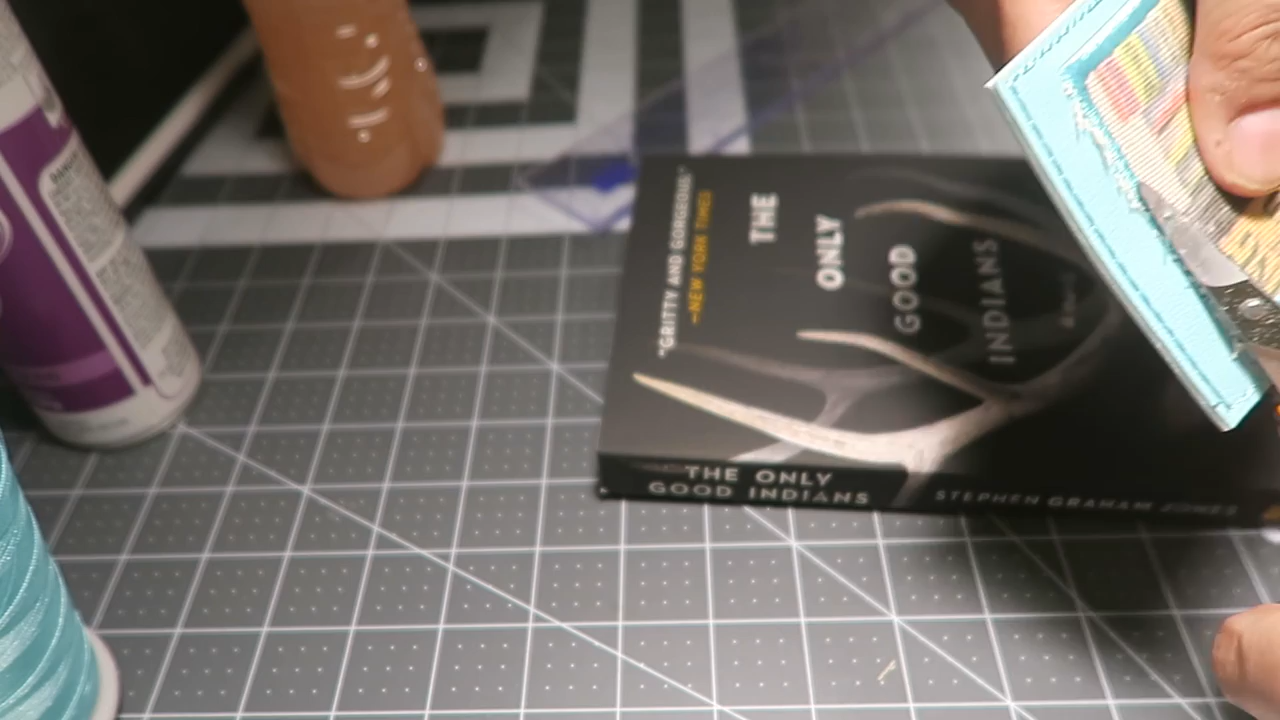 "GRITTY AND GORGEOUS."
—NEW YORK TIMES
THE
ONLY
GOOD
INDIANS
THE ONLY
GOOD INDIANS
STEPHEN GRAHAM JONES